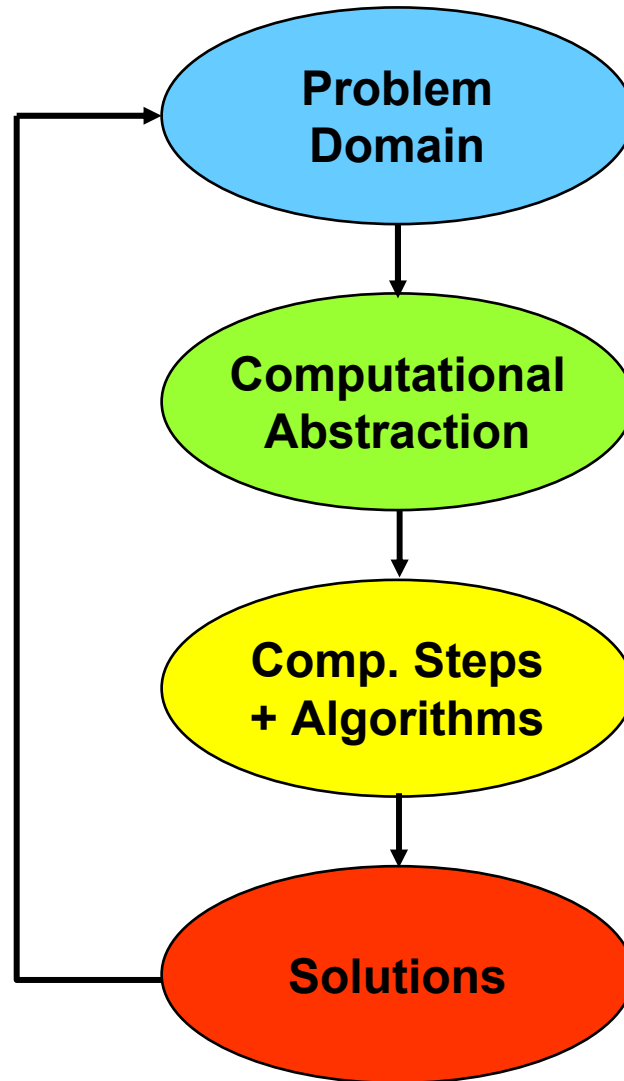 Problem
Domain
Computational
Abstraction
Comp. Steps
+ Algorithms
Solutions